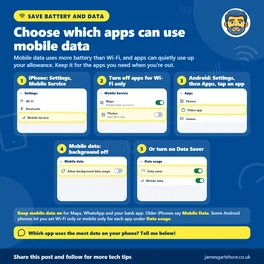 SAVE BATTERY AND DATA
Choose which apps can use
mobile data
Mobile data uses more battery than Wi-Fi, and apps can quietly use up
your allowance. Keep it for the apps you need when you're out.
1
iPhone: Settings,
Mobile Service
Settings
Wi-Fi
Bluetooth
Mobile Service
2
Turn off apps for Wi-
Fi only
Mobile Service
Maps
Photos
3
Android: Settings,
then Apps, tap an app
Apps
Photos
Video app
Games
4
Mobile data:
background off
Mobile data
Allow background data usage
5
Or turn on Data Saver
Data usage
Data saver
Mobile data
Keep mobile data on for Maps, WhatsApp and your bank app. Older iPhones say Mobile Data. Some Android
phones let you set Wi-Fi only or mobile only for each app under Data usage.
Which app uses the most data on your phone? Tell me below!
Share this post and follow for more tech tips
jamesgartshore.co.uk